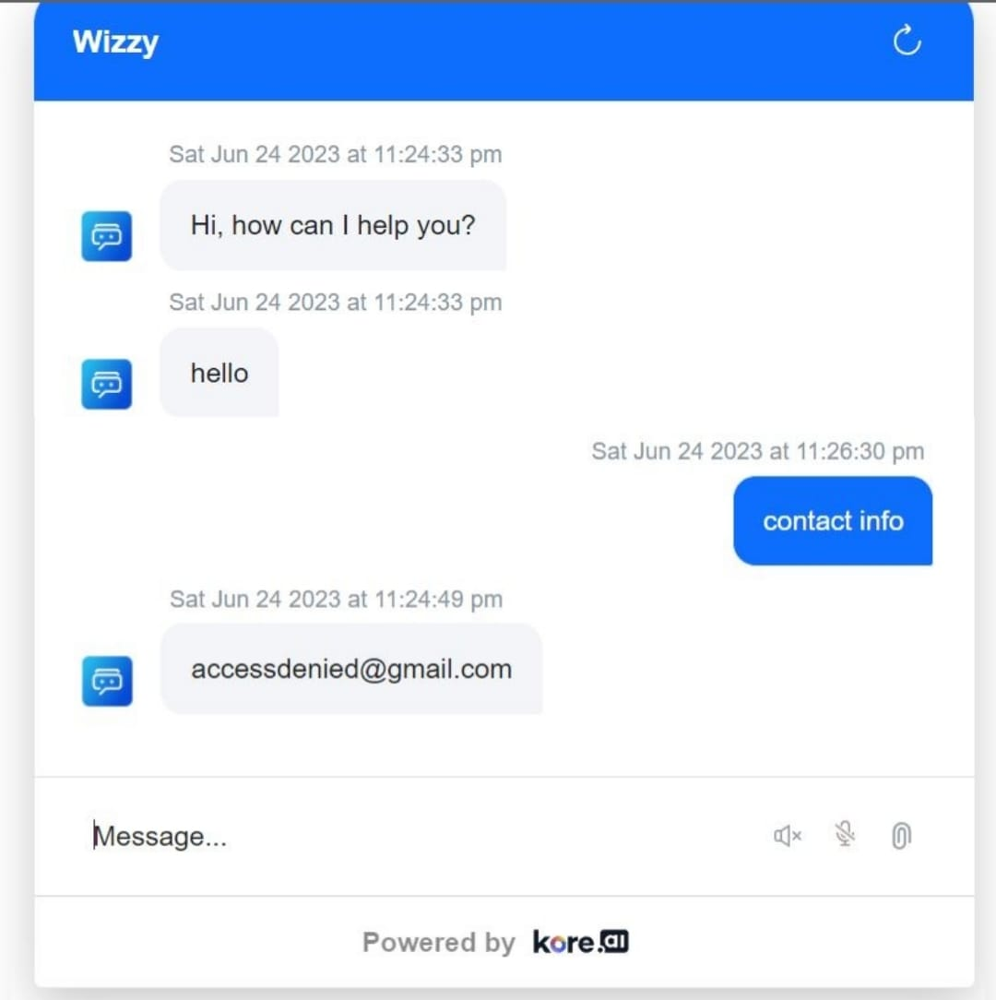 Wizzy
Sat Jun 24 2023 at 11:24:33 pm
Hi, how can I help you?
Sat Jun 24 2023 at 11:24:33 pm
hello
Sat Jun 24 2023 at 11:26:30 pm
contact info
Sat Jun 24 2023 at 11:24:49 pm
accessdenied@gmail.com
Message...
Powered by kore.ai